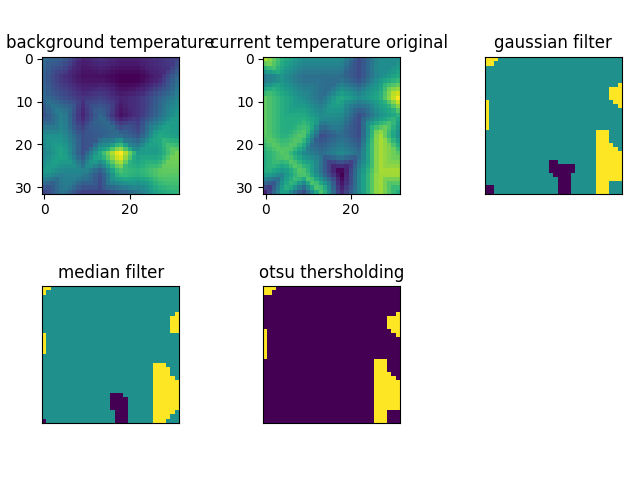 background temperature
current temperature original
gaussian filter
0
10
20
30
0
20
0
10
20
30
0
20
median filter
otsu thersholding